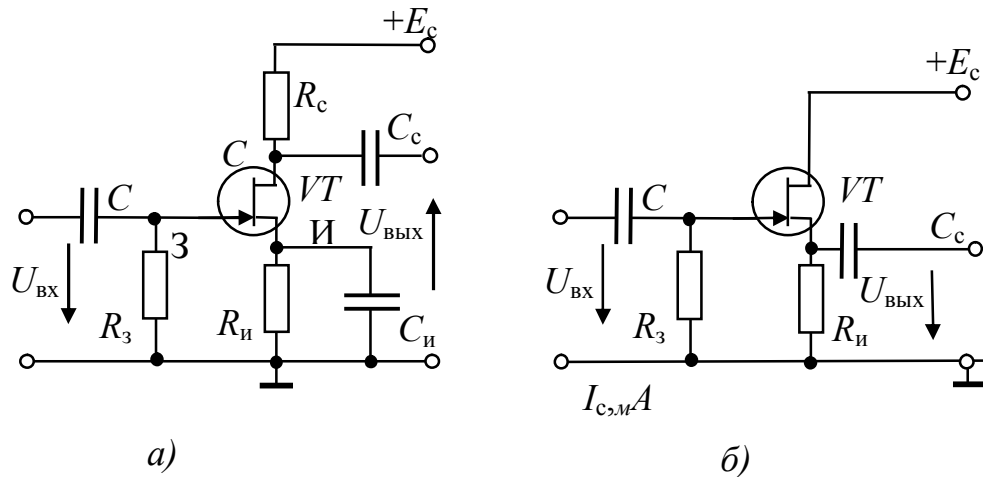 +Eс
Rс
Cс
С
VT
C
З
И
Uвых
Uвх
Rз
Rи
Cи
а)
+Eс
VT
C
Cс
Uвх
Uвых
Rз
Rи
Iс,мА
б)